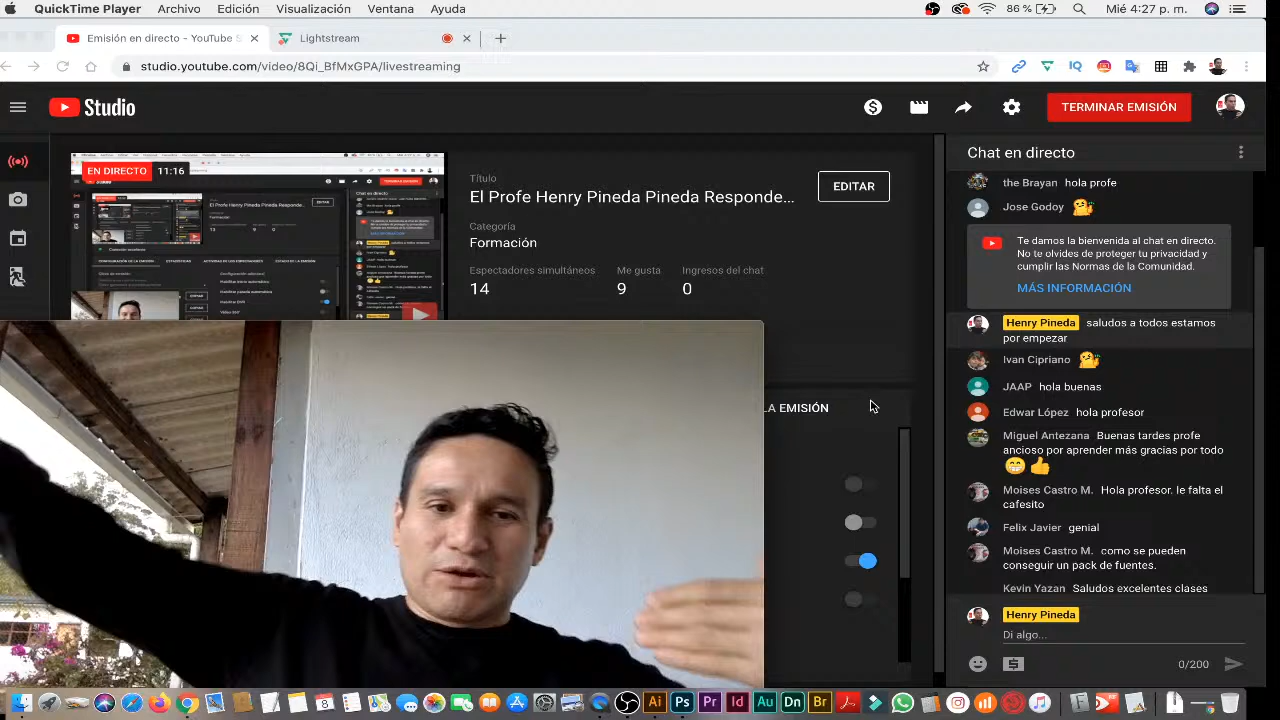 QuickTime Player Archivo Edición Visualización Ventana Ayuda 86 % Mié 4:27 p. m.
Emisión en directo - YouTube S Lightstream
studio.youtube.com/video/8Qi_BfMxGPA/livestreaming
Studio TERMINAR EMISIÓN
EN DIRECTO 11:16
Título
El Profe Henry Pineda Pineda Responde...
EDITAR
Categoría
Formación
Espectadores simultáneos Me gusta Ingresos del chat
14 9 0
LA EMISIÓN
Chat en directo
the Brayan hola profe
Jose Godoy
Te damos la bienvenida al chat en directo.
No te olvides de proteger tu privacidad y
cumplir las Normas de la Comunidad.
MÁS INFORMACIÓN
Henry Pineda saludos a todos estamos
por empezar
Ivan Cipriano
JAAP hola buenas
Edwar López hola profesor
Miguel Antezana Buenas tardes profe
ancioso por aprender más gracias por todo
Moises Castro M. Hola profesor. le falta el
cafesito
Felix Javier genial
Moises Castro M. como se pueden
conseguir un pack de fuentes.
Kevin Yazan Saludos excelentes clases
Henry Pineda
Di algo...
0/200
Ai Ps Pr Id Au Dn Br